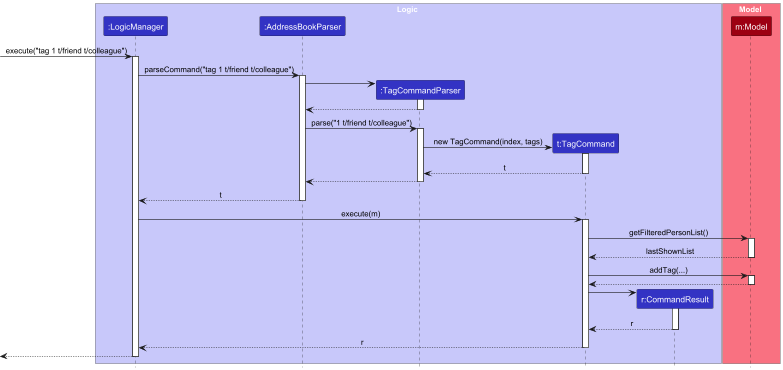 Logic
Model
:LogicManager
:AddressBookParser
m:Model
execute("tag 1 t/friend t/colleague")
parseCommand("tag 1 t/friend t/colleague")
:TagCommandParser
parse("1 t/friend t/colleague")
new TagCommand(index, tags)
t:TagCommand
t
t
execute(m)
getFilteredPersonList()
lastShownList
addTag(...)
r:CommandResult
r
r